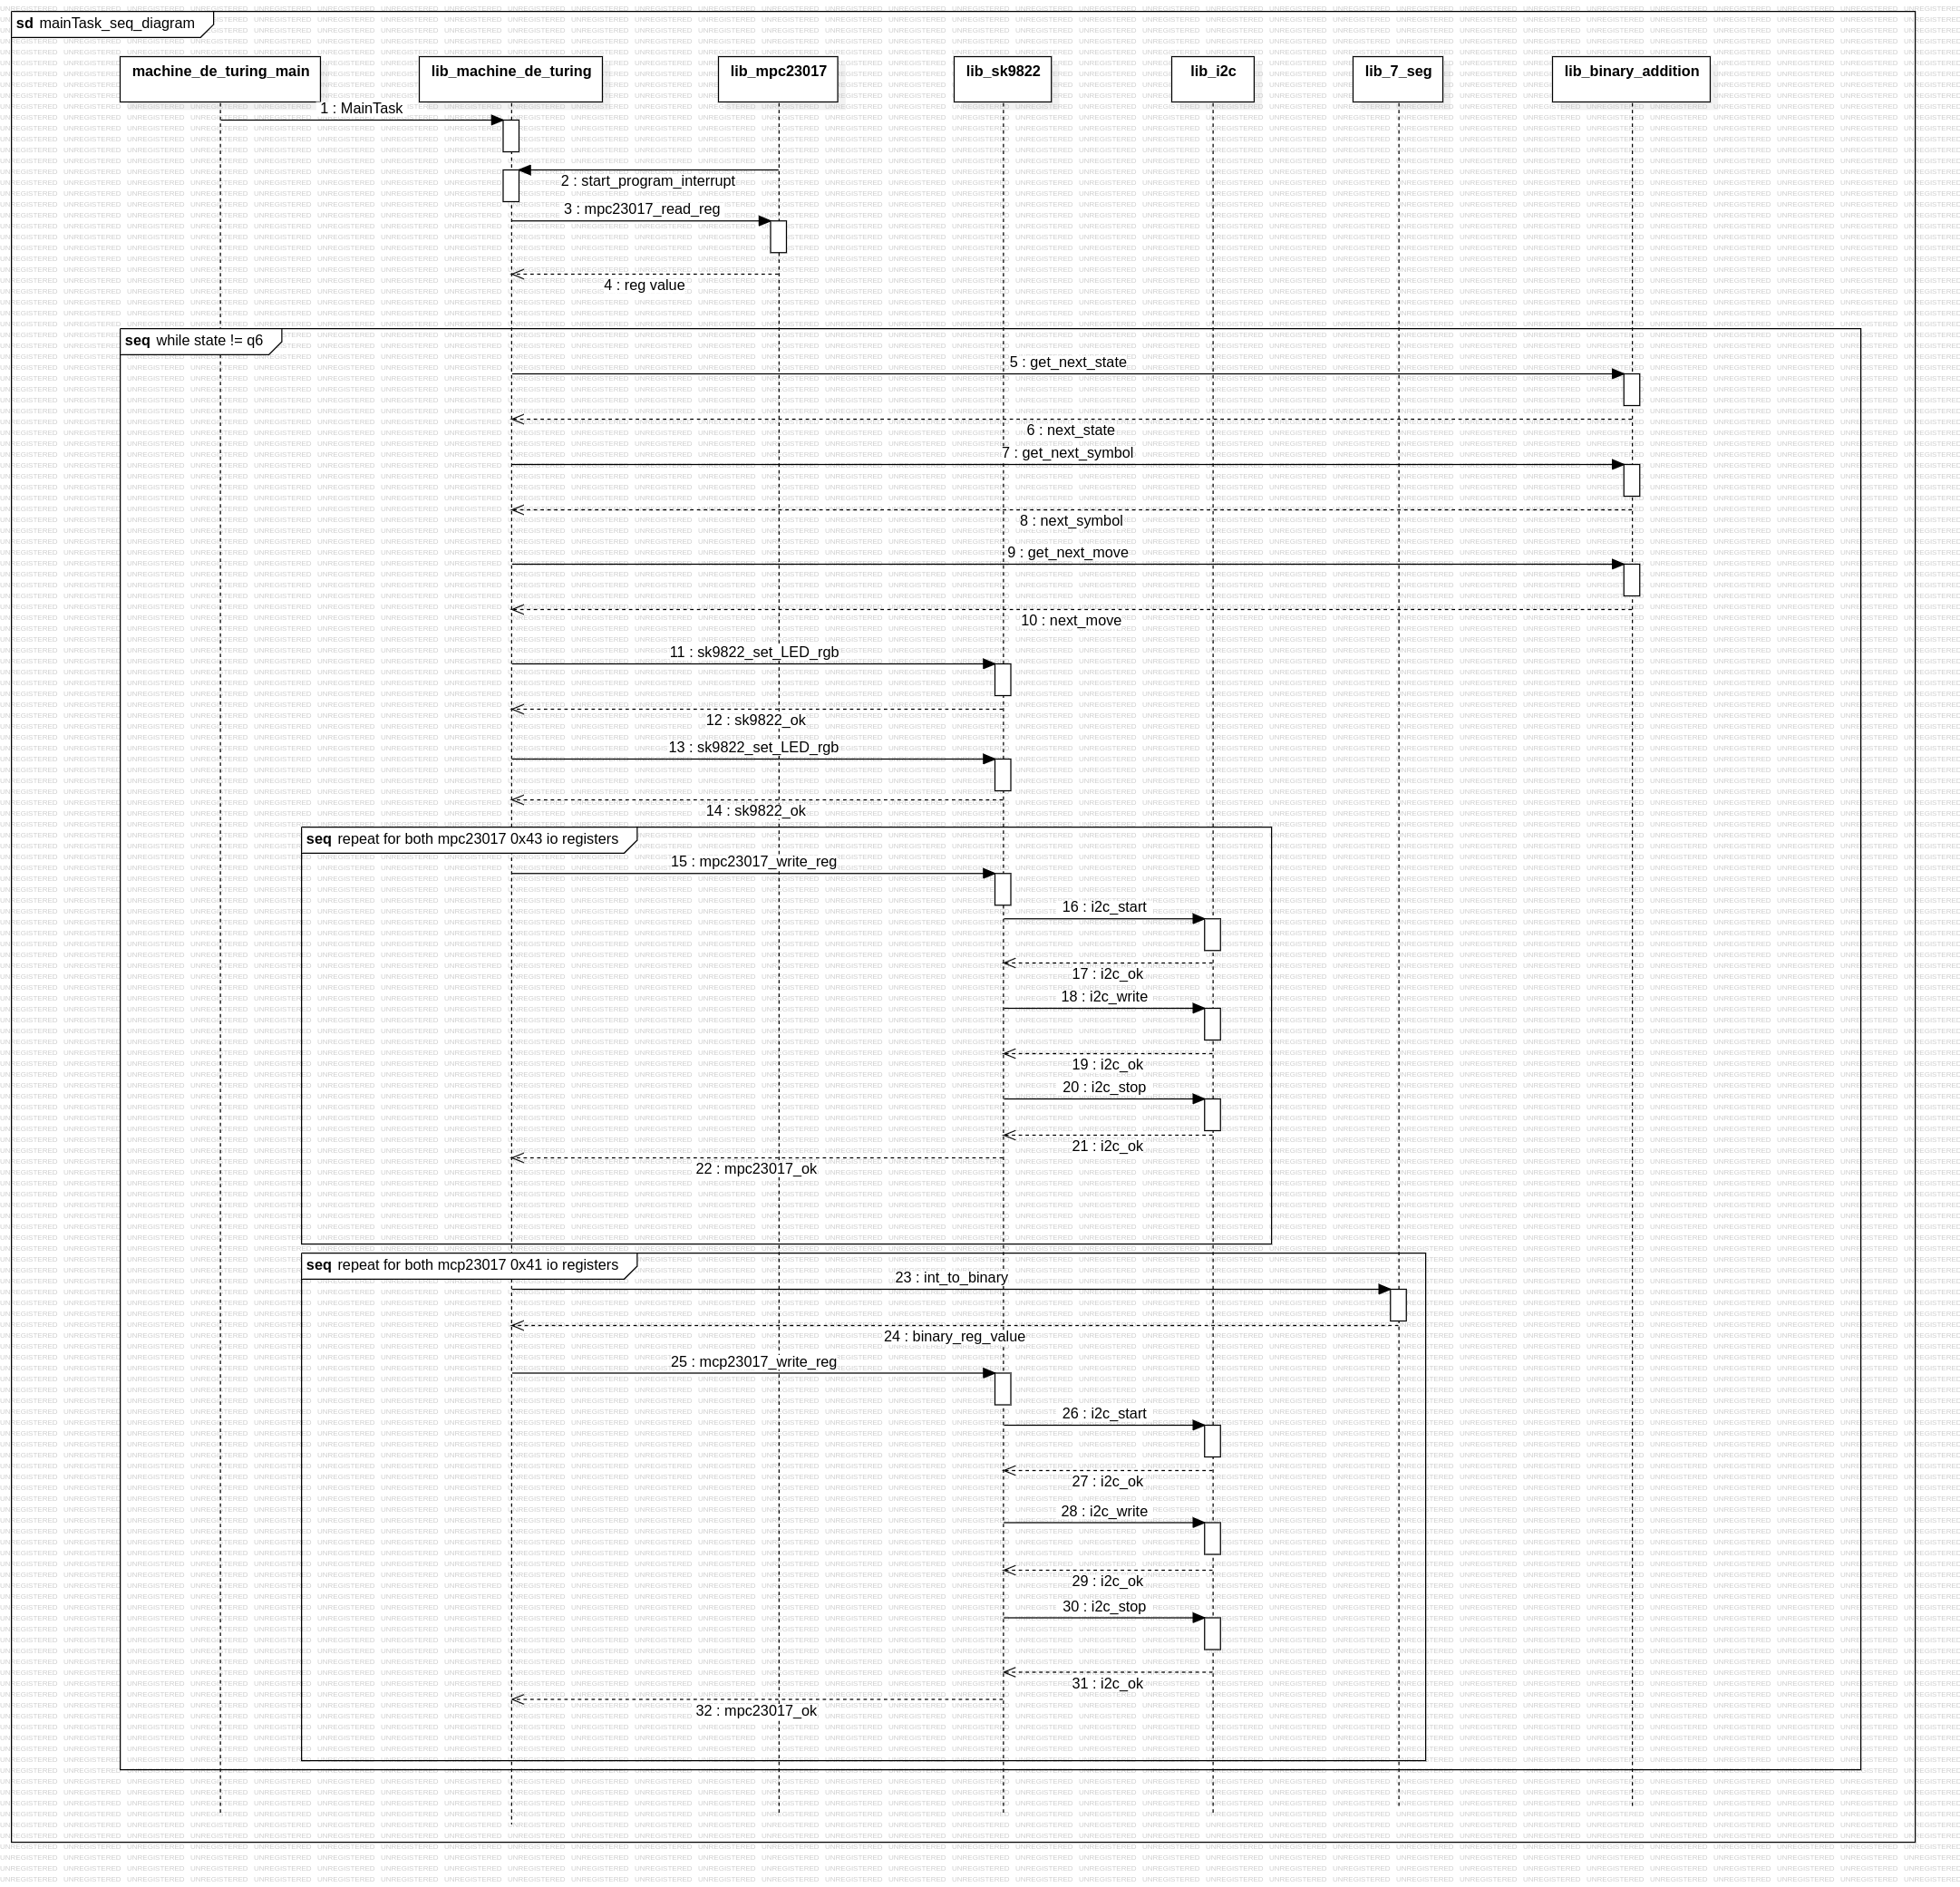 sd mainTask_seq_diagram
machine_de_turing_main lib_machine_de_turing lib_mpc23017 lib_sk9822 lib_i2c lib_7_seg lib_binary_addition
1 : MainTask
2 : start_program_interrupt
3 : mpc23017_read_reg
4 : reg value
seq while state != q6
5 : get_next_state
6 : next_state
7 : get_next_symbol
8 : next_symbol
9 : get_next_move
10 : next_move
11 : sk9822_set_LED_rgb
12 : sk9822_ok
13 : sk9822_set_LED_rgb
14 : sk9822_ok
seq repeat for both mpc23017 0x43 io registers
15 : mpc23017_write_reg
16 : i2c_start
17 : i2c_ok
18 : i2c_write
19 : i2c_ok
20 : i2c_stop
21 : i2c_ok
22 : mpc23017_ok
seq repeat for both mcp23017 0x41 io registers
23 : int_to_binary
24 : binary_reg_value
25 : mcp23017_write_reg
26 : i2c_start
27 : i2c_ok
28 : i2c_write
29 : i2c_ok
30 : i2c_stop
31 : i2c_ok
32 : mpc23017_ok
UNREGISTERED